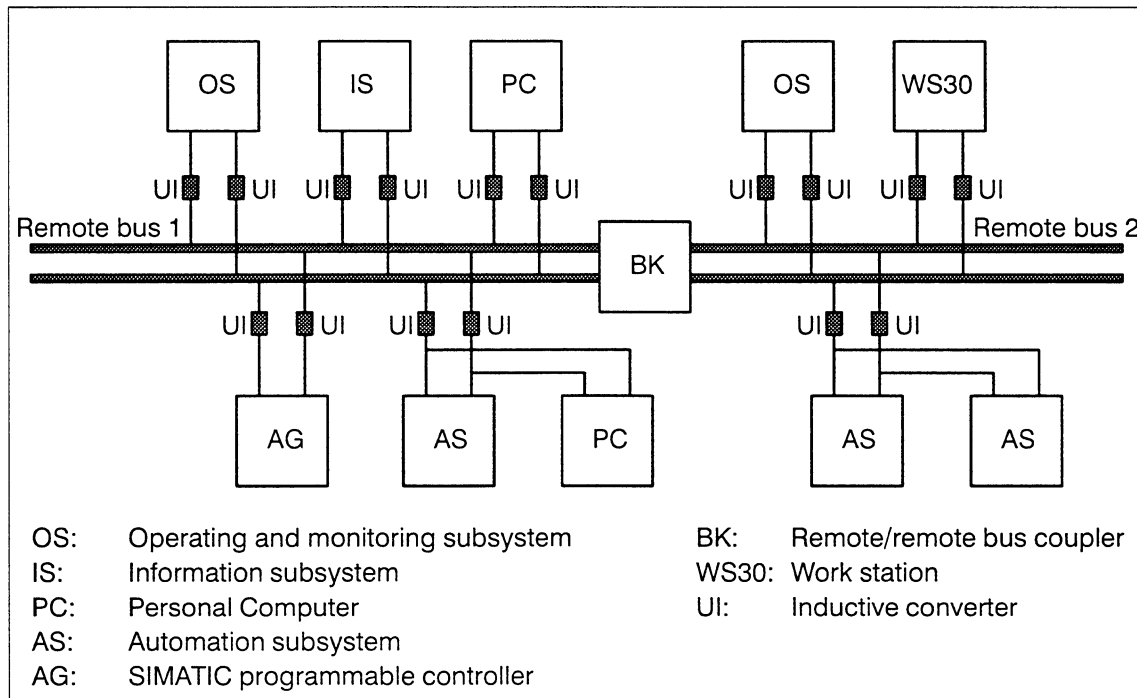 OS IS PC OS WS30
UI UI UI UI UI UI UI UI UI UI
Remote bus 1 Remote bus 2
BK
UI UI UI UI UI UI
AG AS PC AS AS
OS: Operating and monitoring subsystem
IS: Information subsystem
PC: Personal Computer
AS: Automation subsystem
AG: SIMATIC programmable controller
BK: Remote/remote bus coupler
WS30: Work station
UI: Inductive converter